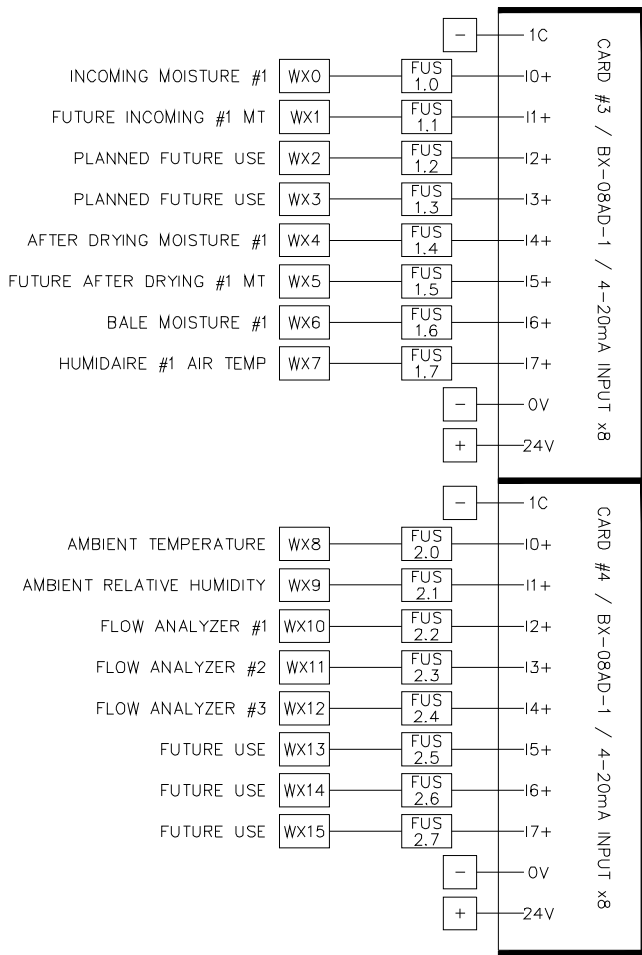 − 1C
INCOMING MOISTURE #1 WX0 FUS 1.0 I0+
FUTURE INCOMING #1 MT WX1 FUS 1.1 I1+
PLANNED FUTURE USE WX2 FUS 1.2 I2+
PLANNED FUTURE USE WX3 FUS 1.3 I3+
AFTER DRYING MOISTURE #1 WX4 FUS 1.4 I4+
FUTURE AFTER DRYING #1 MT WX5 FUS 1.5 I5+
BALE MOISTURE #1 WX6 FUS 1.6 I6+
HUMIDAIRE #1 AIR TEMP WX7 FUS 1.7 I7+
− 0V
+ 24V
CARD #3 / BX−08AD−1 / 4−20mA INPUT x8
− 1C
AMBIENT TEMPERATURE WX8 FUS 2.0 I0+
AMBIENT RELATIVE HUMIDITY WX9 FUS 2.1 I1+
FLOW ANALYZER #1 WX10 FUS 2.2 I2+
FLOW ANALYZER #2 WX11 FUS 2.3 I3+
FLOW ANALYZER #3 WX12 FUS 2.4 I4+
FUTURE USE WX13 FUS 2.5 I5+
FUTURE USE WX14 FUS 2.6 I6+
FUTURE USE WX15 FUS 2.7 I7+
− 0V
+ 24V
CARD #4 / BX−08AD−1 / 4−20mA INPUT x8